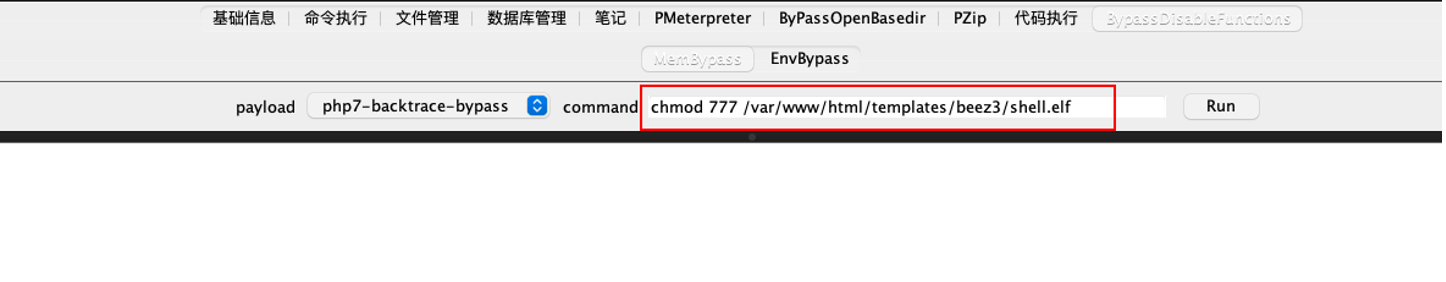 基础信息 命令执行 文件管理 数据库管理 笔记 PMeterpreter ByPassOpenBasedir PZip 代码执行 BypassDisableFunctions
MemBypass EnvBypass
payload php7-backtrace-bypass command chmod 777 /var/www/html/templates/beez3/shell.elf Run